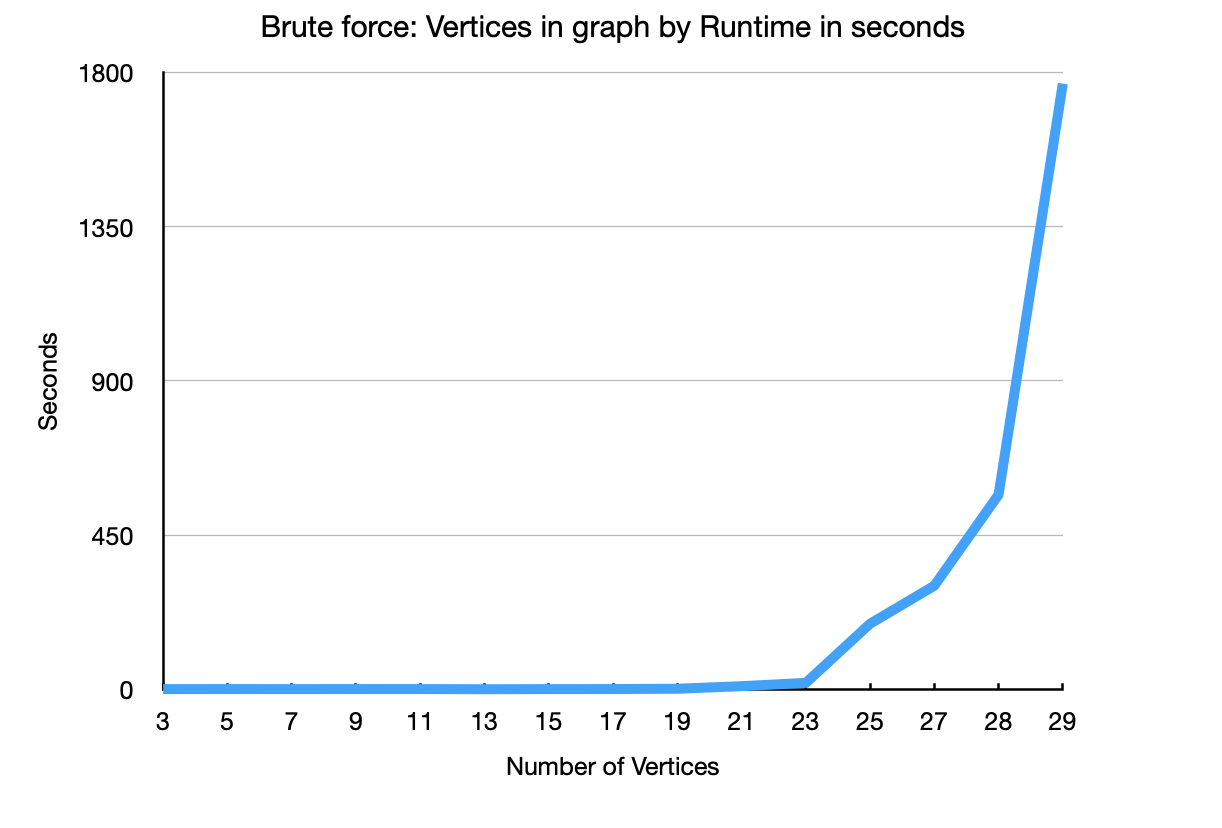 Brute force: Vertices in graph by Runtime in seconds
1800
1350
900
450
0
Seconds
3 5 7 9 11 13 15 17 19 21 23 25 27 28 29
Number of Vertices